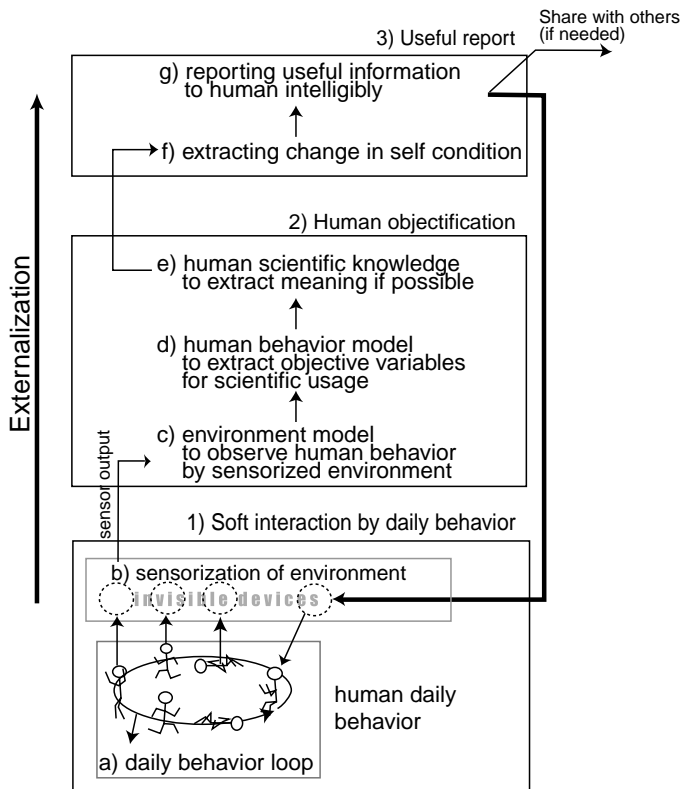 Share with others
(if needed)
3) Useful report
g) reporting useful information
to human intelligibly
f) extracting change in self condition
2) Human objectification
e) human scientific knowledge
to extract meaning if possible
d) human behavior model
to extract objective variables
for scientific usage
c) environment model
to observe human behavior
by sensorized environment
Externalization
sensor output
1) Soft interaction by daily behavior
b) sensorization of environment
invisible devices
human daily
behavior
a) daily behavior loop